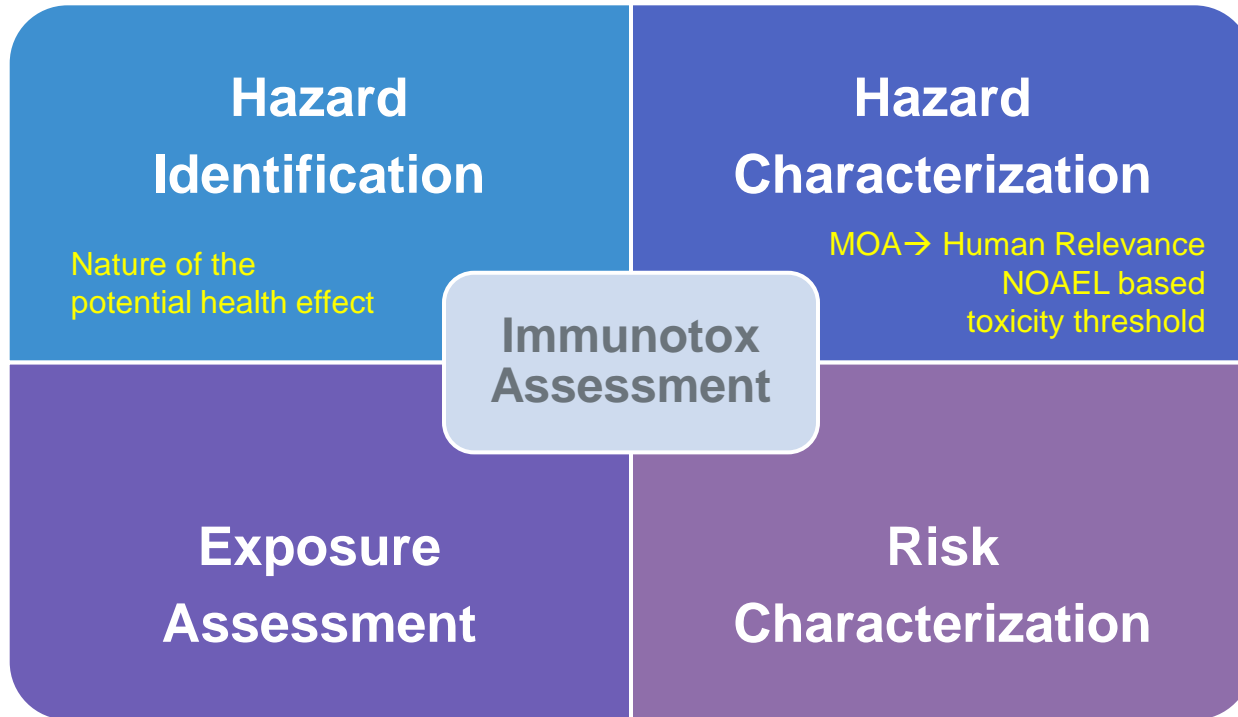 Hazard
Identification
Nature of the
potential health effect
Hazard
Characterization
MOA→ Human Relevance
NOAEL based
toxicity threshold
Immunotox
Assessment
Exposure
Assessment
Risk
Characterization